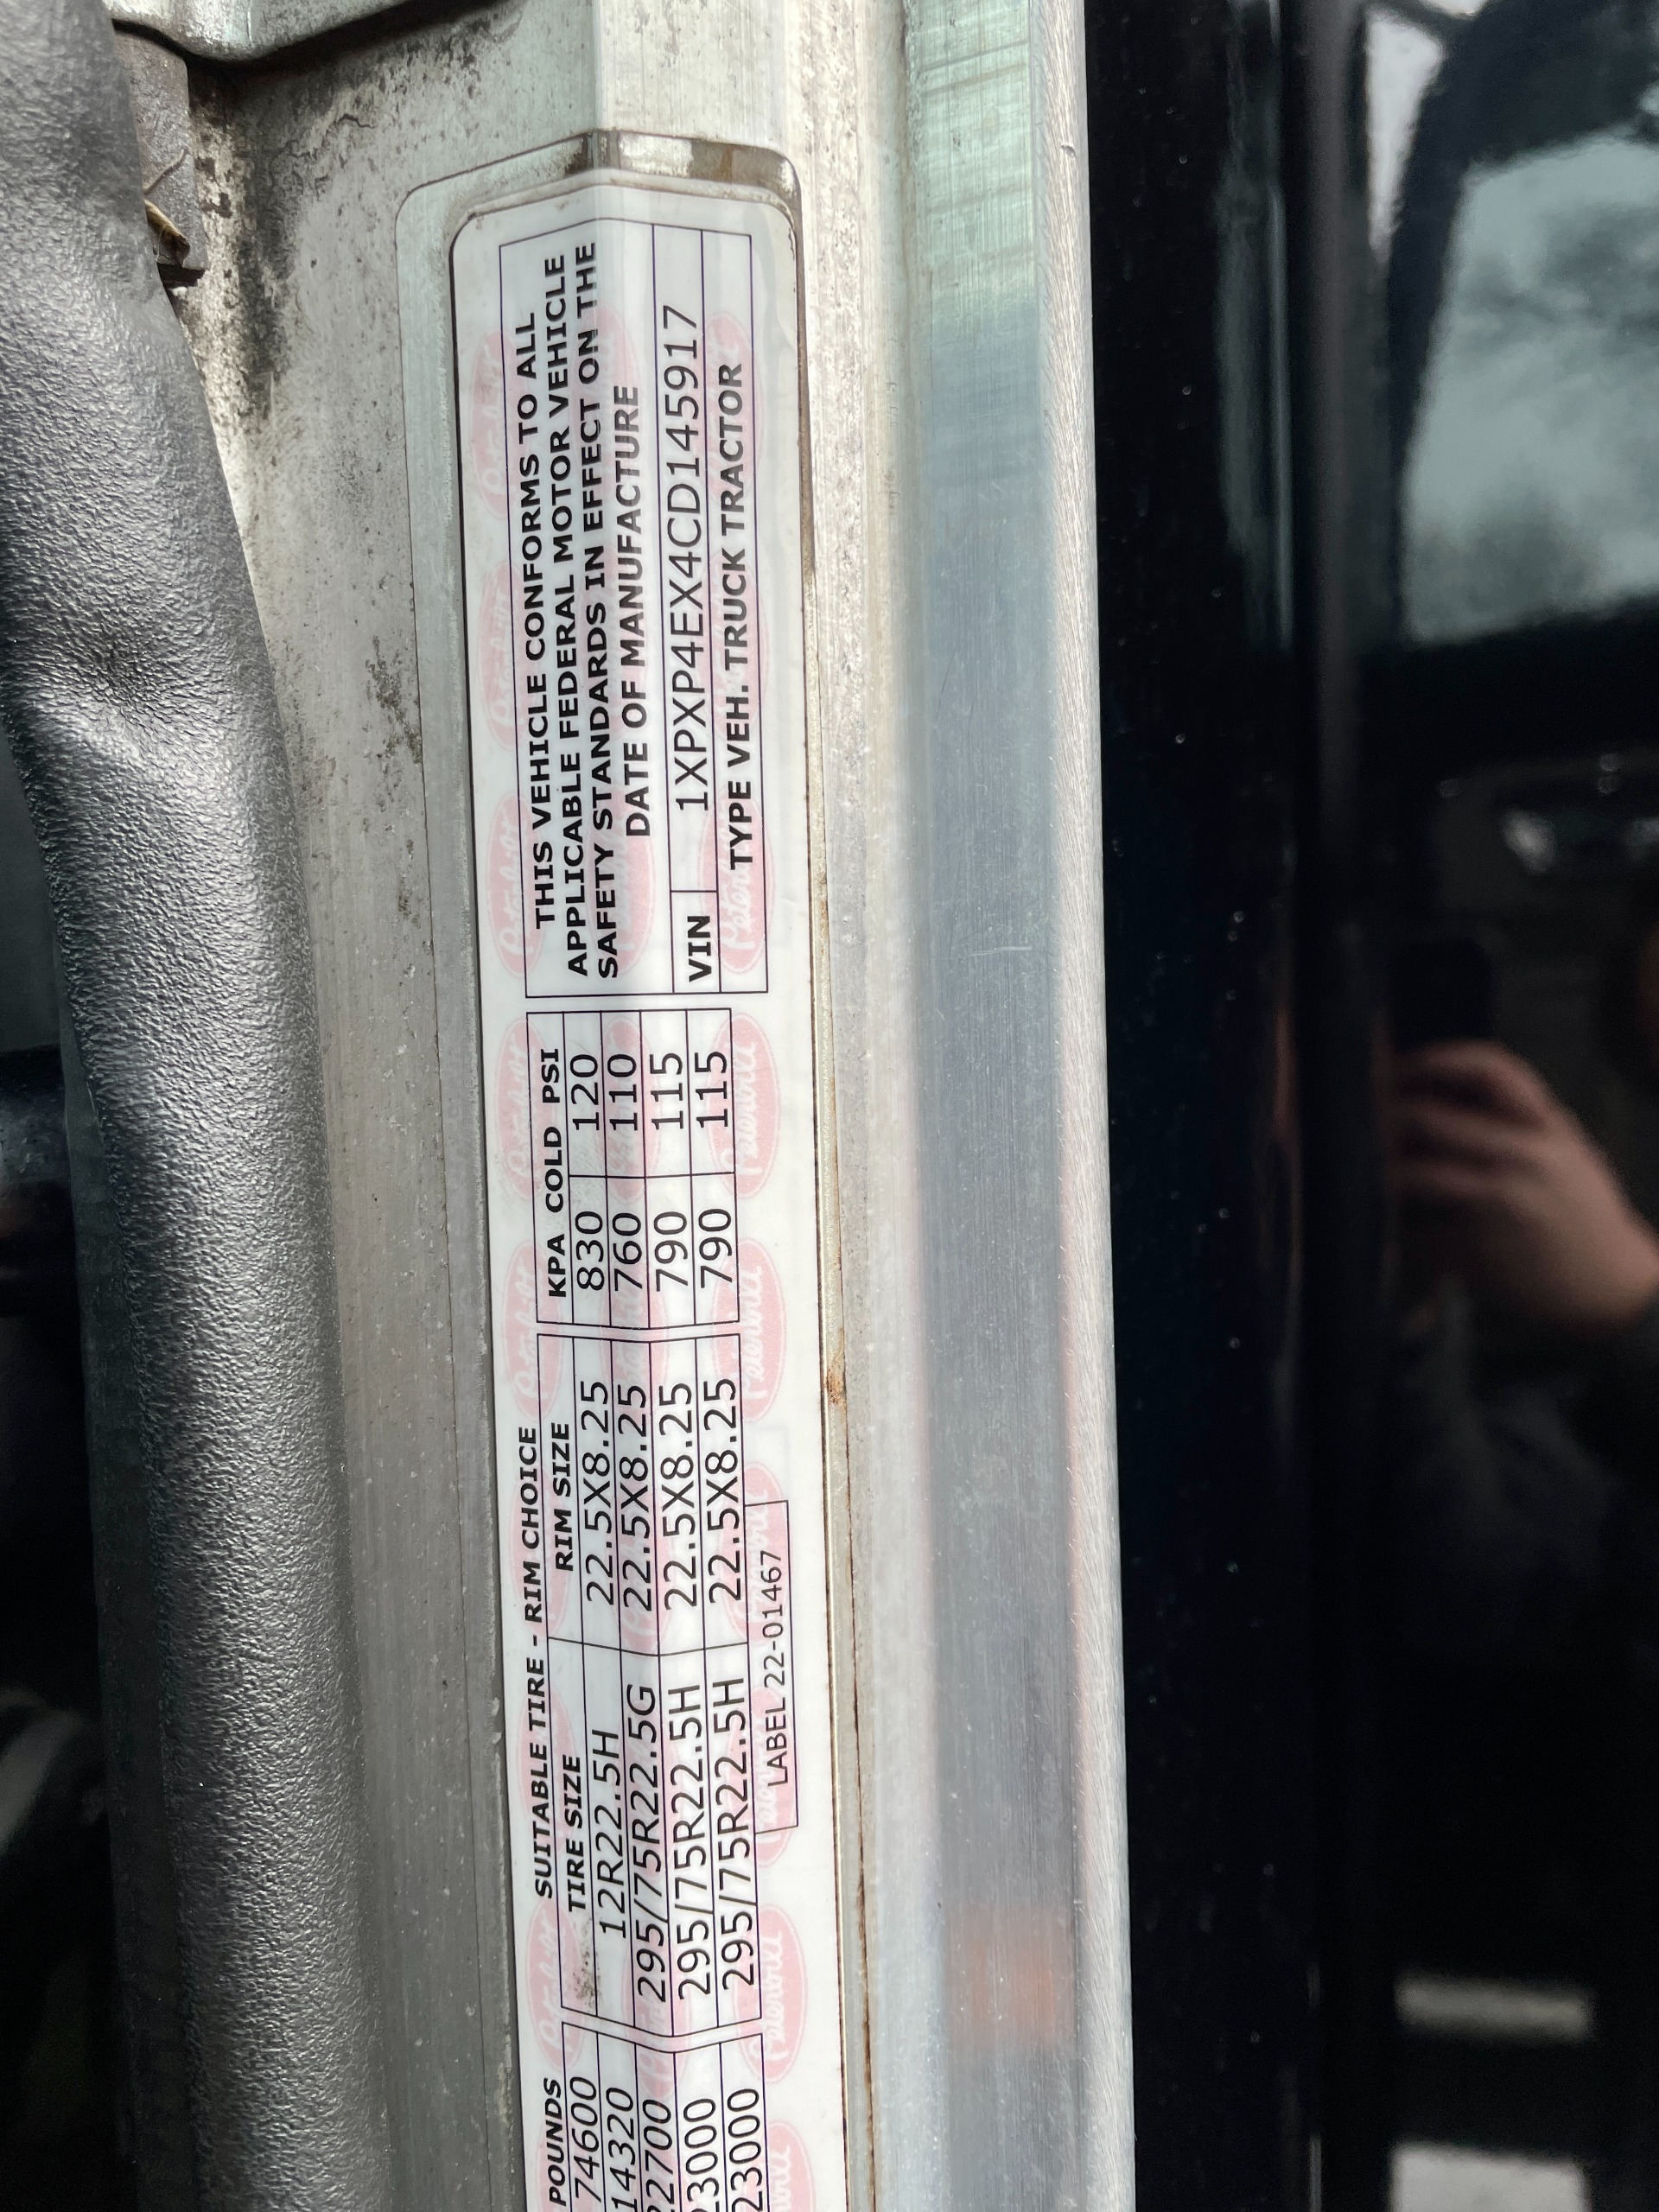 POUNDS
74600
14320
22700
23000
23000
SUITABLE TIRE - RIM CHOICE
TIRE SIZE RIM SIZE
12R22.5H 22.5X8.25
295/75R22.5G 22.5X8.25
295/75R22.5H 22.5X8.25
295/75R22.5H 22.5X8.25
LABEL 22-01467
KPA COLD PSI
830 120
760 110
790 115
790 115
THIS VEHICLE CONFORMS TO ALL
APPLICABLE FEDERAL MOTOR VEHICLE
SAFETY STANDARDS IN EFFECT ON THE
DATE OF MANUFACTURE
VIN 1XPXP4EX4CD145917
TYPE VEH. TRUCK TRACTOR
Peterbilt